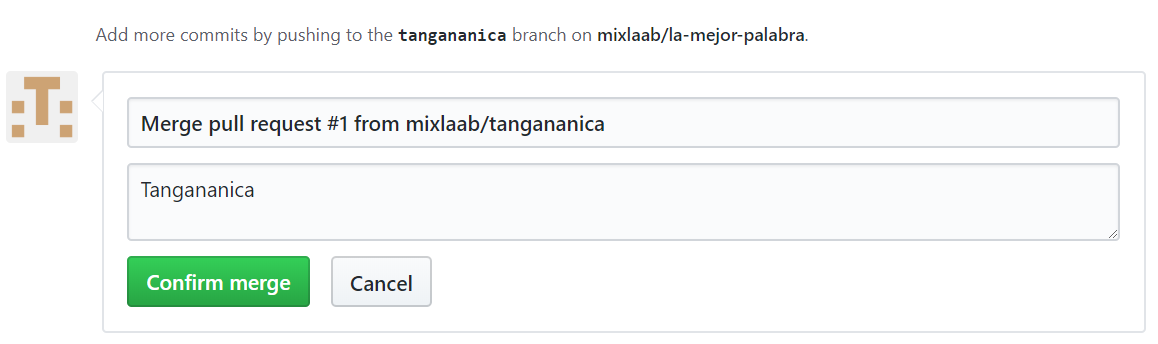 Add more commits by pushing to the tangananica branch on mixlaab/la-mejor-palabra.
Merge pull request #1 from mixlaab/tangananica
Tangananica
Confirm merge
Cancel